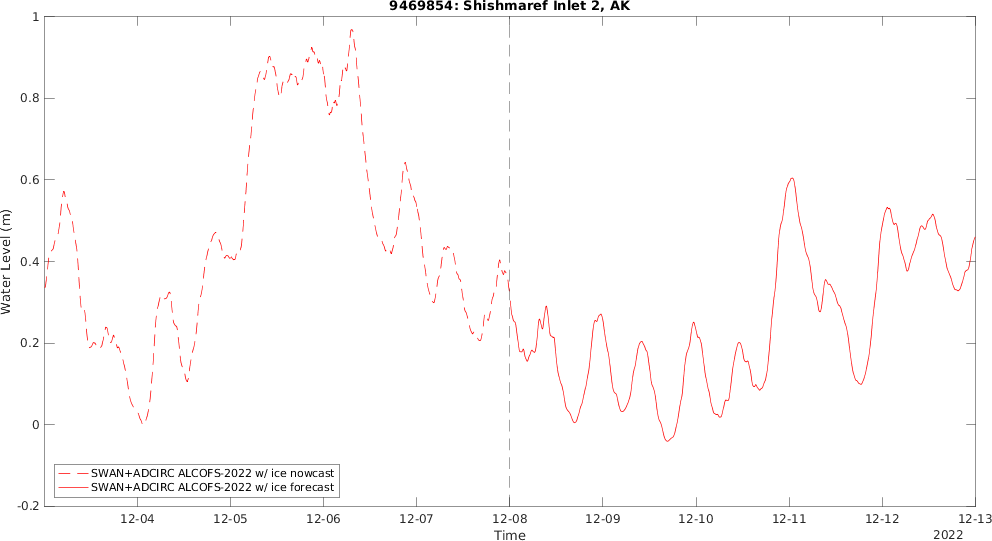 9469854: Shishmaref Inlet 2, AK
1
0.8
0.6
0.4
0.2
0
-0.2
Water Level (m)
SWAN+ADCIRC ALCOFS-2022 w/ ice nowcast
SWAN+ADCIRC ALCOFS-2022 w/ ice forecast
12-04 12-05 12-06 12-07 12-08 12-09 12-10 12-11 12-12 12-13
Time
2022